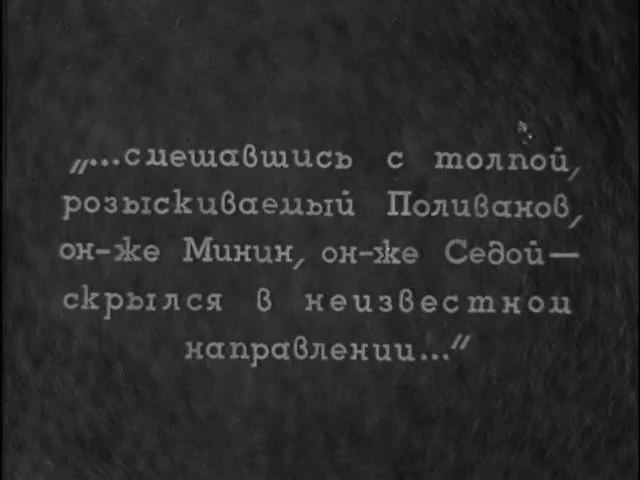 „...смешавшись с толпой,
розыскиваемый Поливанов,
он-же Минин, он-же Седой—
скрылся в неизвестном
направлении..."